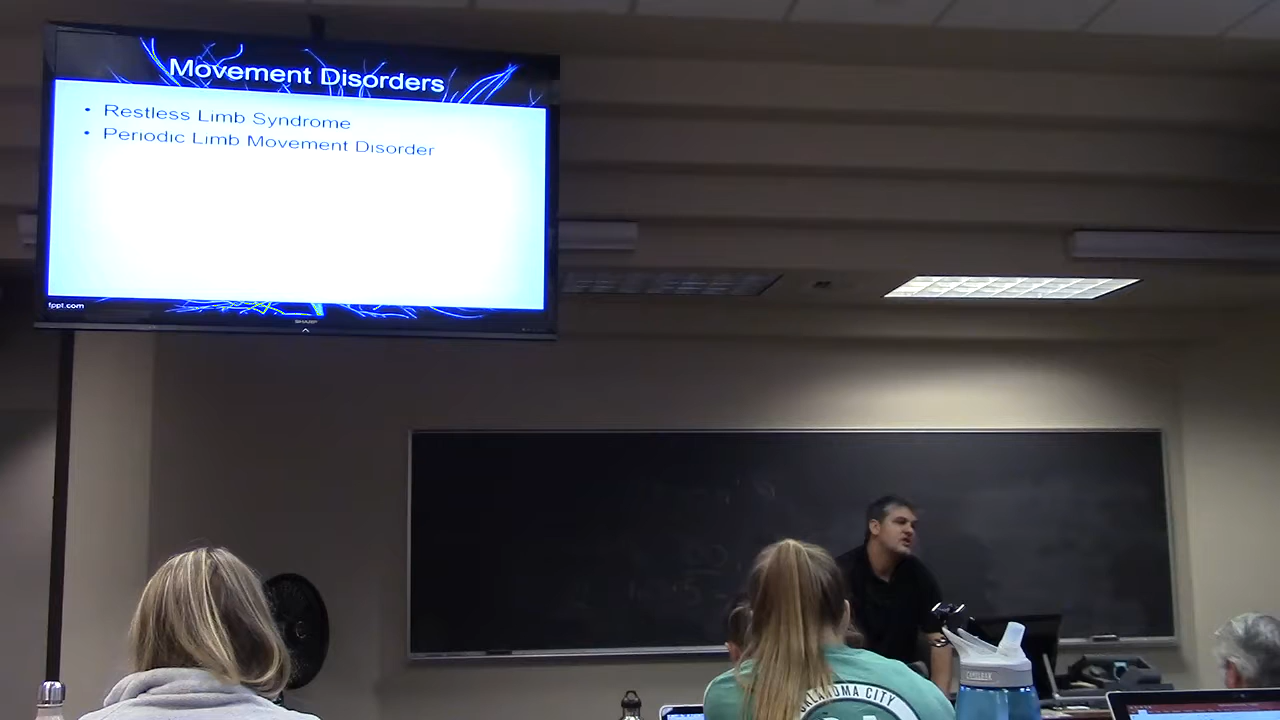 Movement Disorders
• Restless Limb Syndrome
• Periodic Limb Movement Disorder
fppt.com
SHARP
OKLAHOMA CITY
CAMELBAK